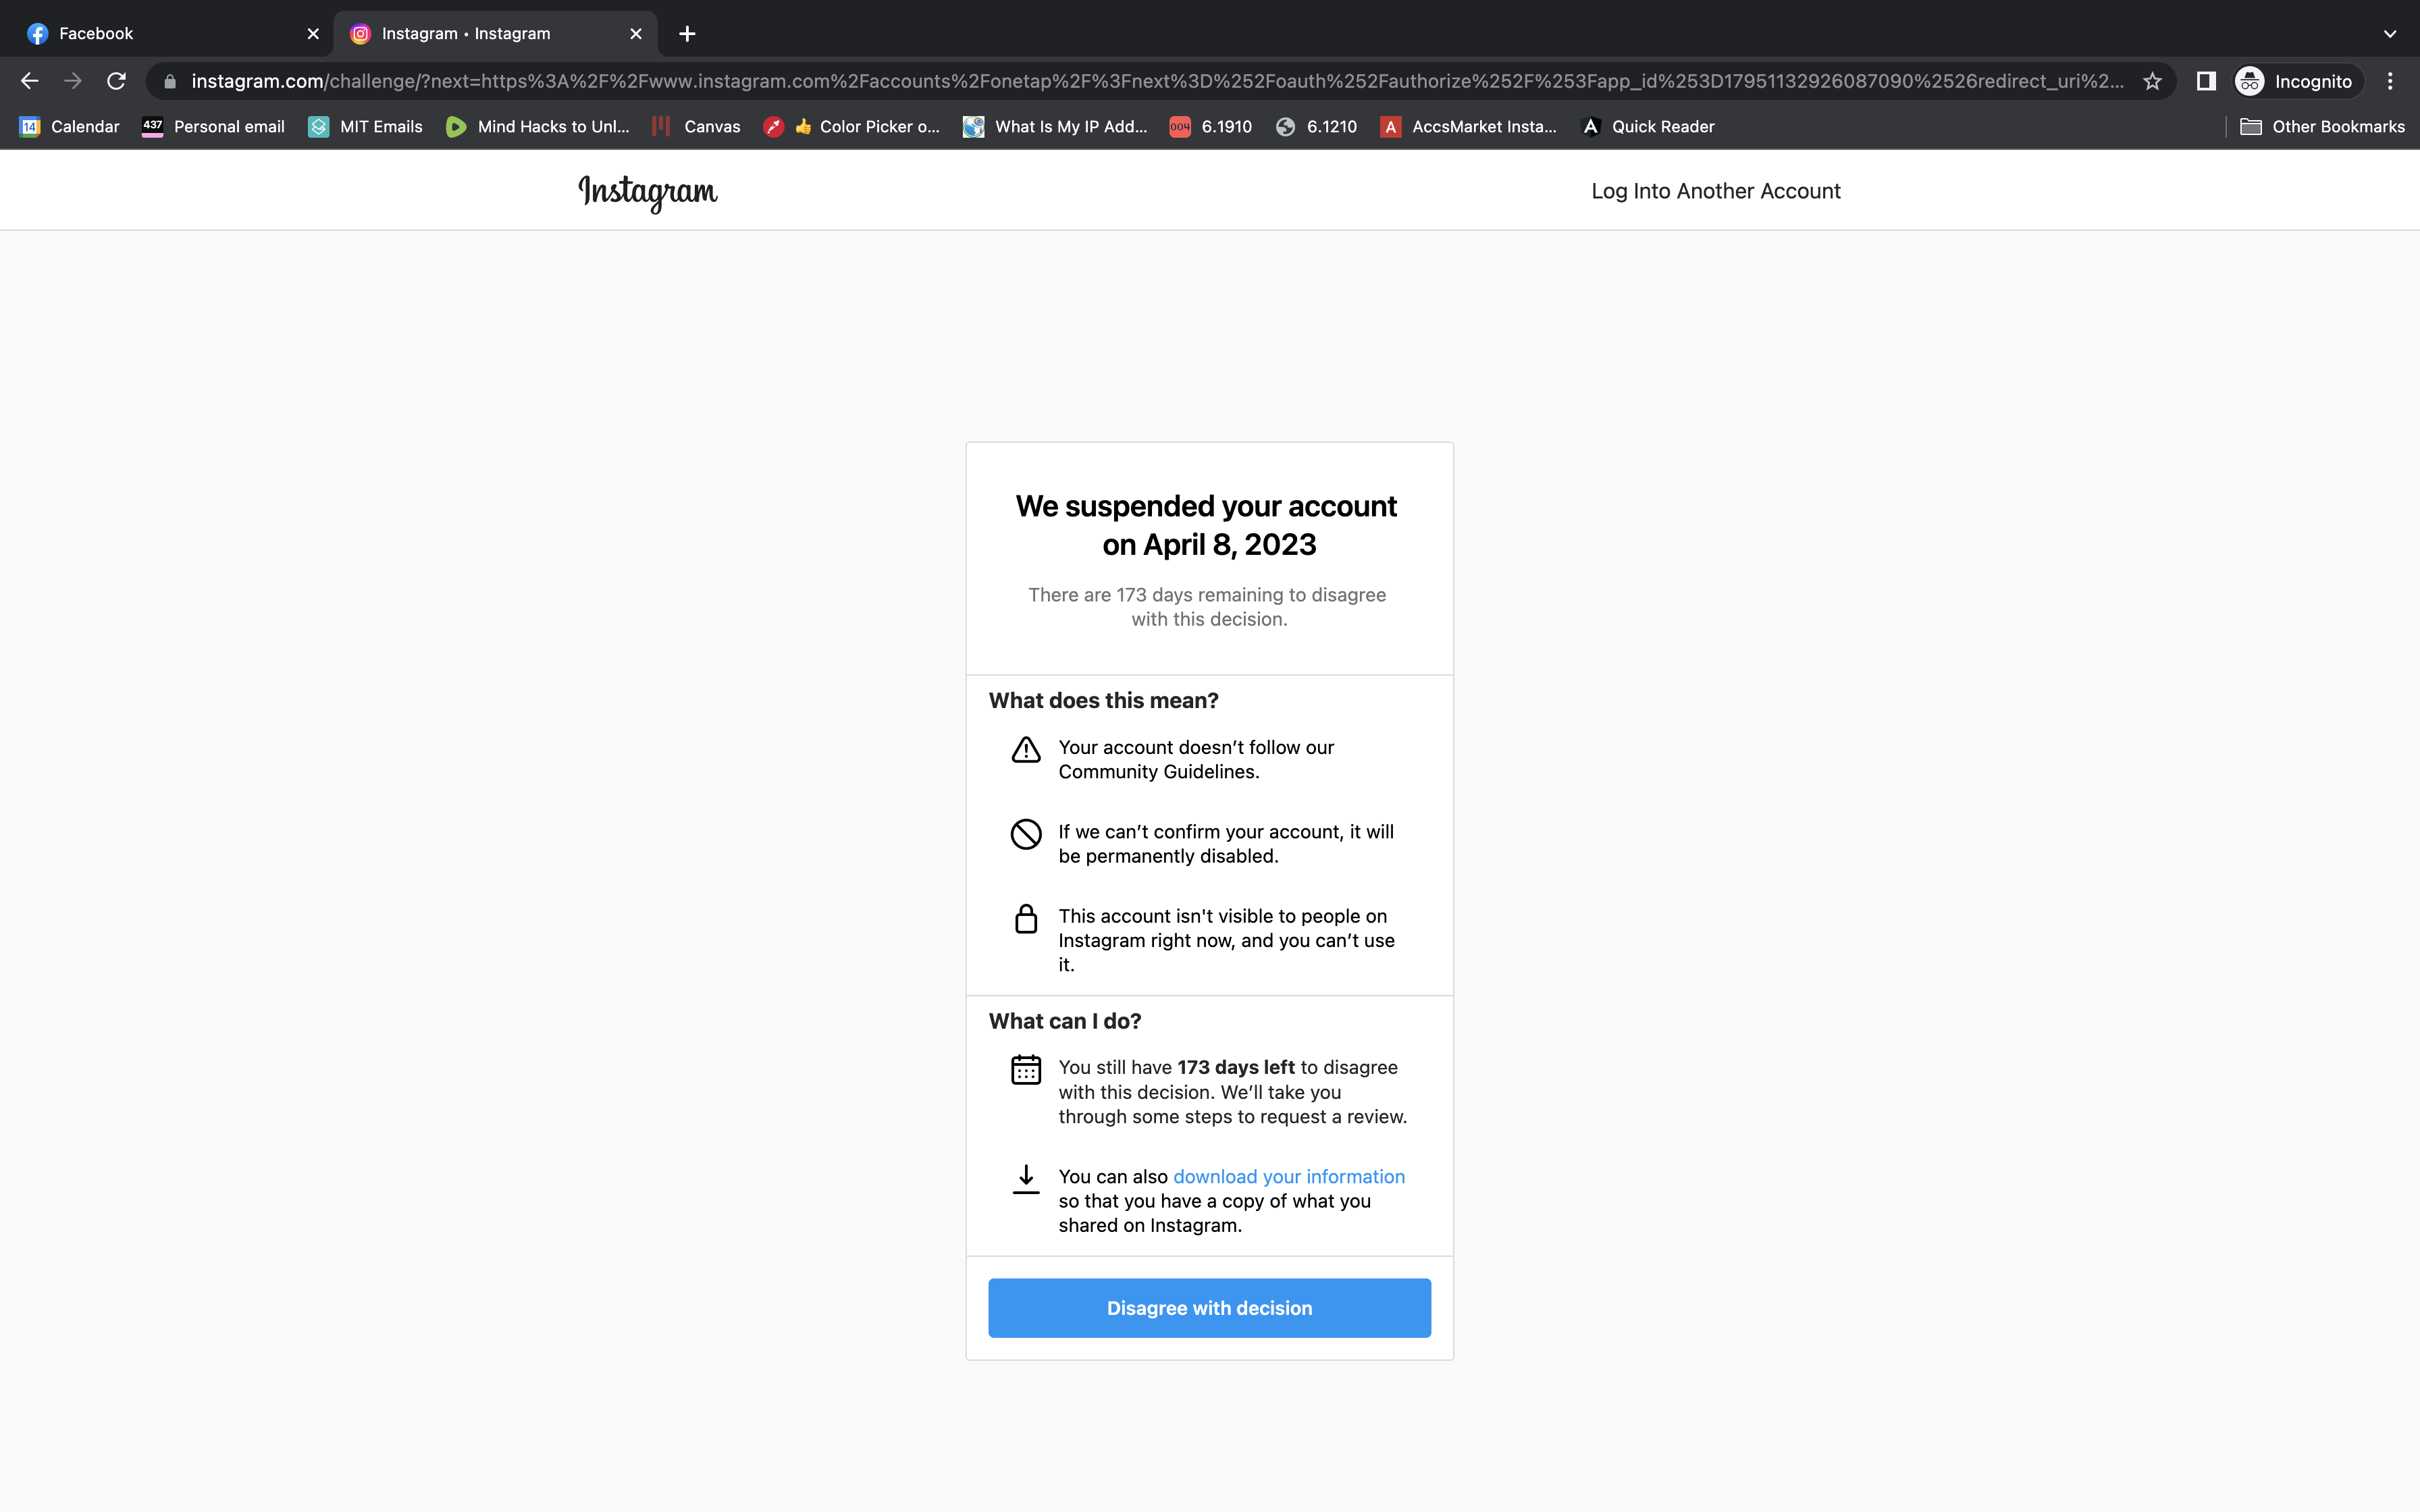 Facebook
Instagram • Instagram
instagram.com/challenge/?next=https%3A%2F%2Fwww.instagram.com%2Faccounts%2Fonetap%2F%3Fnext%3D%252Foauth%252Fauthorize%252F%253Fapp_id%253D17951132926087090%2526redirect_uri%2...
Incognito
14 Calendar
437 Personal email
MIT Emails
Mind Hacks to Unl...
Canvas
Color Picker o...
What Is My IP Add...
004 6.1910
6.1210
A AccsMarket Insta...
Quick Reader
Other Bookmarks
Instagram
Log Into Another Account
We suspended your account
on April 8, 2023
There are 173 days remaining to disagree
with this decision.
What does this mean?
Your account doesn’t follow our
Community Guidelines.
If we can’t confirm your account, it will
be permanently disabled.
This account isn't visible to people on
Instagram right now, and you can’t use
it.
What can I do?
You still have 173 days left to disagree
with this decision. We’ll take you
through some steps to request a review.
You can also download your information
so that you have a copy of what you
shared on Instagram.
Disagree with decision